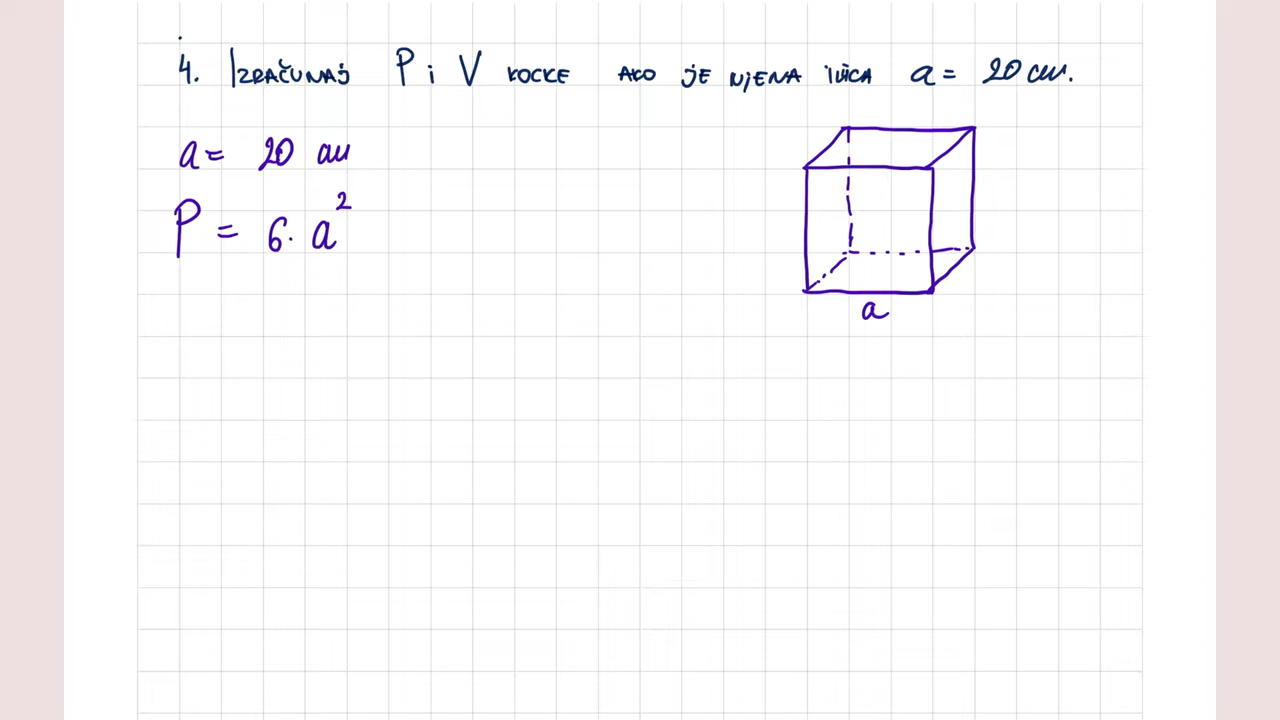 4. Izračunaj P i V kocke ako je njena ivica a = 20 cm.
a = 20 cm
P = 6 · a²
a